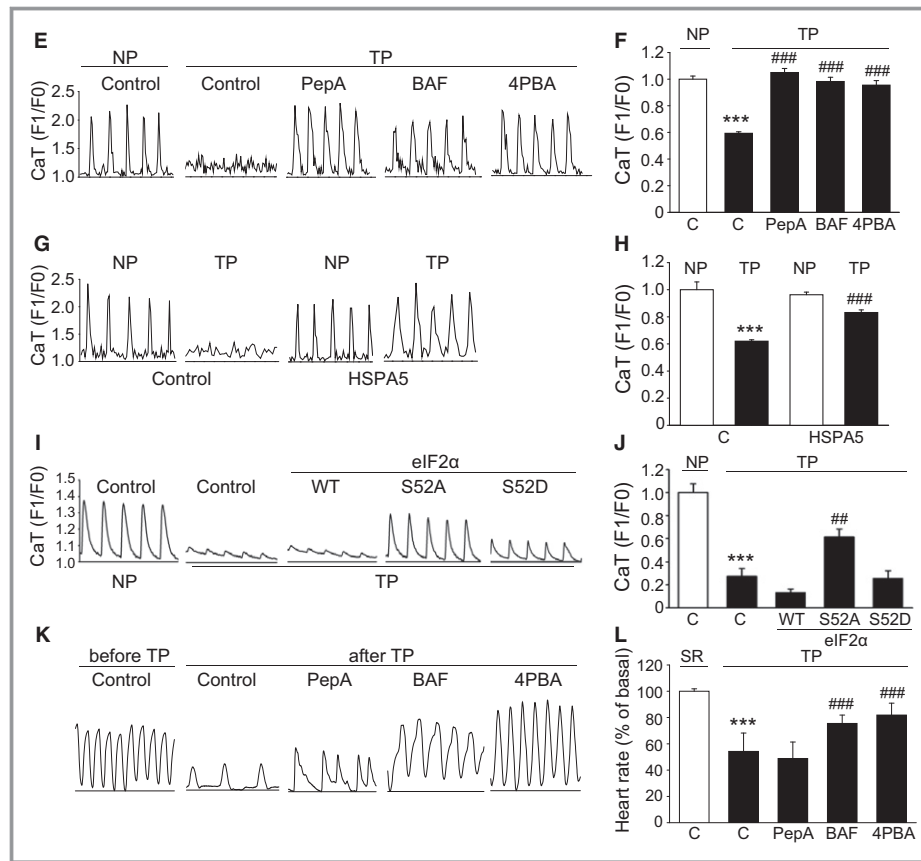 E
NP
TP
Control
Control
PepA
BAF
4PBA
CaT (F1/F0)
2.5
2.0
1.5
1.0
F
NP
TP
CaT (F1/F0)
1.2
1.0
0.8
0.6
0.4
0.2
0
***
###
###
###
C
C
PepA
BAF
4PBA
G
NP
TP
NP
TP
CaT (F1/F0)
2.5
2.0
1.5
1.0
Control
HSPA5
H
NP
TP
NP
TP
CaT (F1/F0)
1.2
1.0
0.8
0.6
0.4
0.2
0
***
###
C
HSPA5
I
eIF2α
Control
Control
WT
S52A
S52D
CaT (F1/F0)
1.5
1.4
1.3
1.2
1.1
1.0
NP
TP
J
NP
TP
CaT (F1/F0)
1.2
1.0
0.8
0.6
0.4
0.2
0
***
##
C
C
WT
S52A
S52D
eIF2α
K
before TP
after TP
Control
Control
PepA
BAF
4PBA
L
SR
TP
Heart rate (% of basal)
120
100
80
60
40
20
0
***
###
###
C
C
PepA
BAF
4PBA